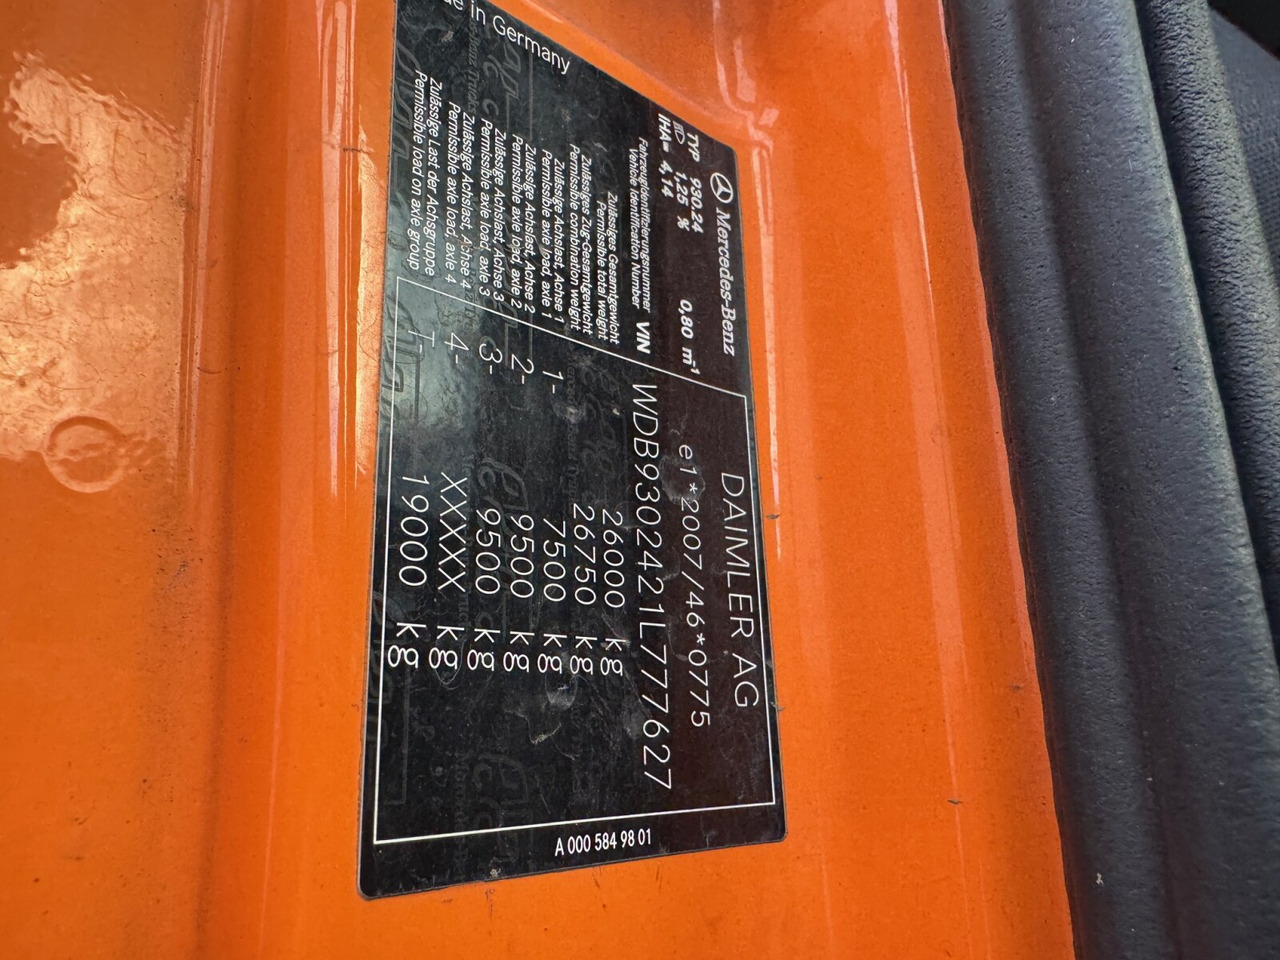 Mercedes-Benz
DAIMLER AG
TYP 930.24
1,25 % 0,80 m⁻¹ e1*2007/46*0775
IHA= 4,14
Fahrzeugidentifizierungsnummer
Vehicle Identification Number VIN WDB9302421L777627
Zulässiges Gesamtgewicht
Permissible total weight 26000 kg
Zulässiges Zug-Gesamtgewicht
Permissible combination weight 26750 kg
Zulässige Achslast, Achse 1
Permissible axle load, axle 1 1- 7500 kg
Zulässige Achslast, Achse 2
Permissible axle load, axle 2 2- 9500 kg
Zulässige Achslast, Achse 3
Permissible axle load, axle 3 3- 9500 kg
Zulässige Achslast, Achse 4
Permissible axle load, axle 4 4- XXXXX kg
Zulässige Last der Achsgruppe
Permissible load on axle group T- 19000 kg
in Germany
A 000 584 98 01